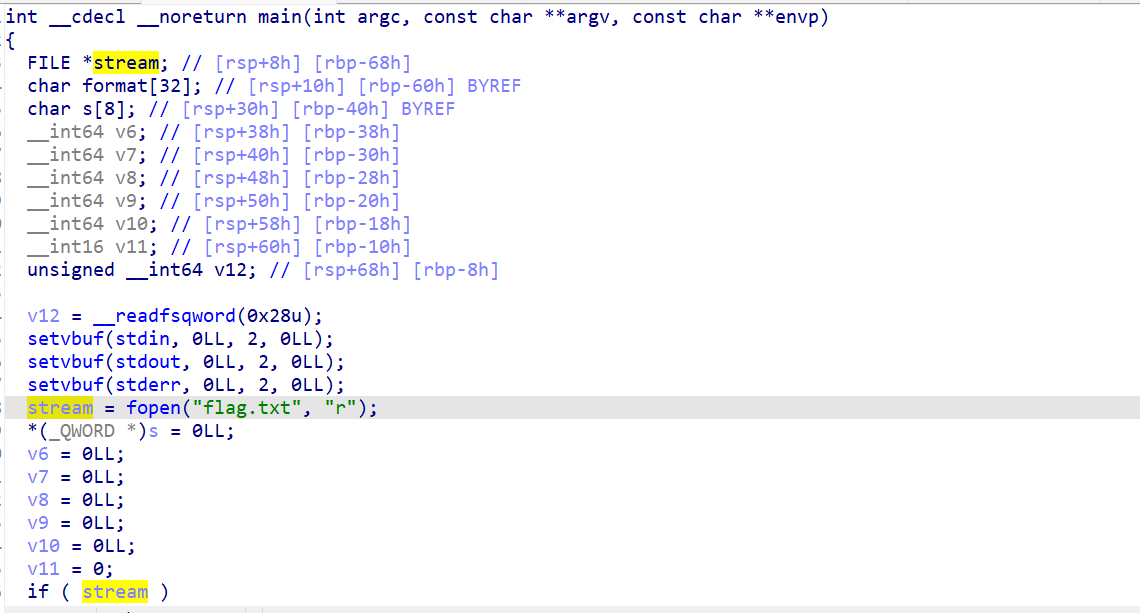 int __cdecl __noreturn main(int argc, const char **argv, const char **envp)
{
FILE *stream; // [rsp+8h] [rbp-68h]
char format[32]; // [rsp+10h] [rbp-60h] BYREF
char s[8]; // [rsp+30h] [rbp-40h] BYREF
__int64 v6; // [rsp+38h] [rbp-38h]
__int64 v7; // [rsp+40h] [rbp-30h]
__int64 v8; // [rsp+48h] [rbp-28h]
__int64 v9; // [rsp+50h] [rbp-20h]
__int64 v10; // [rsp+58h] [rbp-18h]
__int16 v11; // [rsp+60h] [rbp-10h]
unsigned __int64 v12; // [rsp+68h] [rbp-8h]
v12 = __readfsqword(0x28u);
setvbuf(stdin, 0LL, 2, 0LL);
setvbuf(stdout, 0LL, 2, 0LL);
setvbuf(stderr, 0LL, 2, 0LL);
stream = fopen("flag.txt", "r");
*(_QWORD *)s = 0LL;
v6 = 0LL;
v7 = 0LL;
v8 = 0LL;
v9 = 0LL;
v10 = 0LL;
v11 = 0;
if ( stream )